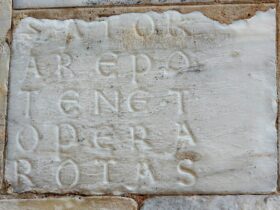 SATOR
AREPO
TENET
OPERA
ROTAS